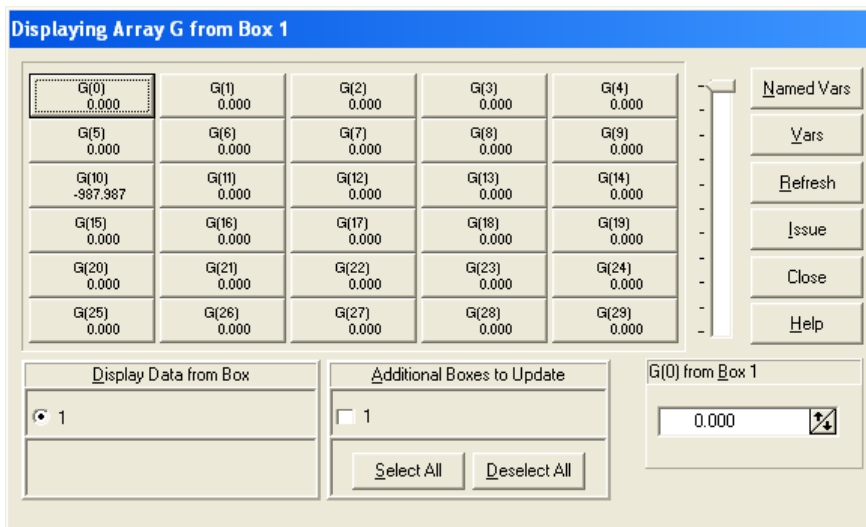 Displaying Array G from Box 1
G(0) G(1) G(2) G(3) G(4)
0.000 0.000 0.000 0.000 0.000
G(5) G(6) G(7) G(8) G(9)
0.000 0.000 0.000 0.000 0.000
G(10) G(11) G(12) G(13) G(14)
-987.987 0.000 0.000 0.000 0.000
G(15) G(16) G(17) G(18) G(19)
0.000 0.000 0.000 0.000 0.000
G(20) G(21) G(22) G(23) G(24)
0.000 0.000 0.000 0.000 0.000
G(25) G(26) G(27) G(28) G(29)
0.000 0.000 0.000 0.000 0.000
Named Vars
Vars
Refresh
Issue
Close
Help
Display Data from Box
1
Additional Boxes to Update
1
Select All Deselect All
G(0) from Box 1
0.000